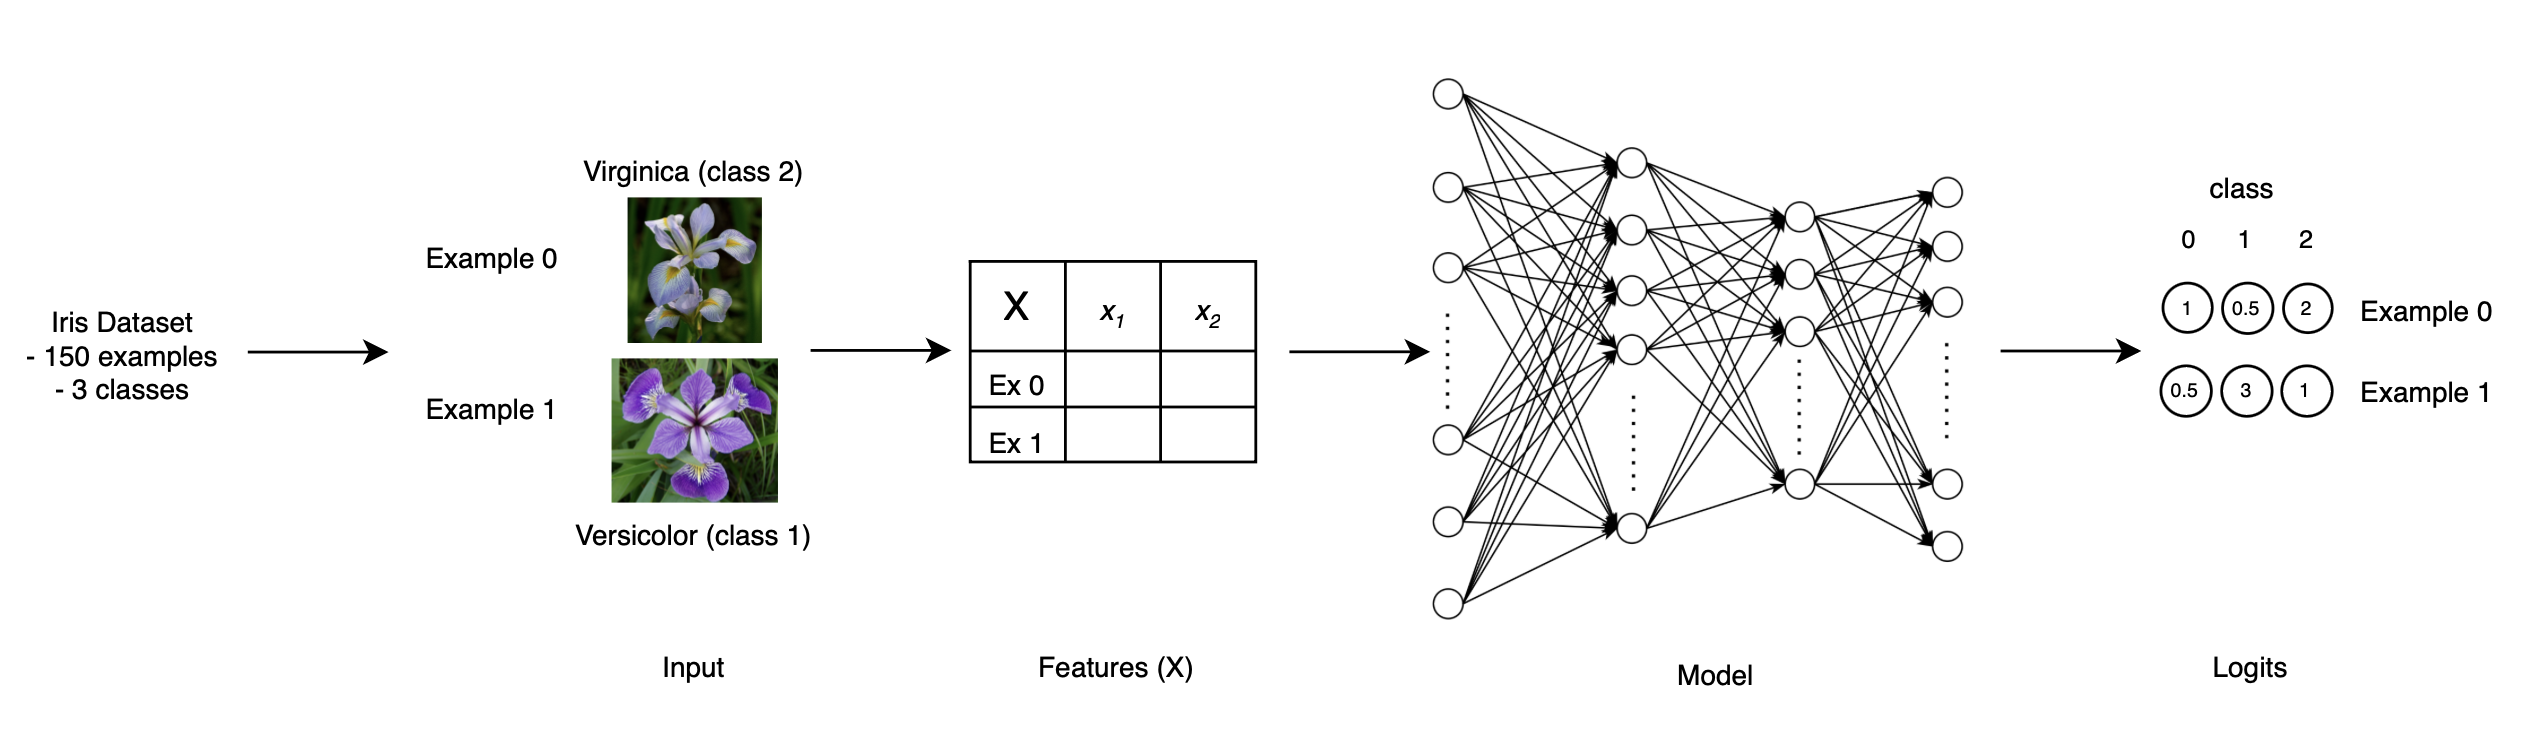 Iris Dataset
- 150 examples
- 3 classes
Virginica (class 2)
Example 0
Example 1
Versicolor (class 1)
Input
X x1 x2
Ex 0
Ex 1
Features (X)
Model
class
0 1 2
1 0.5 2 Example 0
0.5 3 1 Example 1
Logits